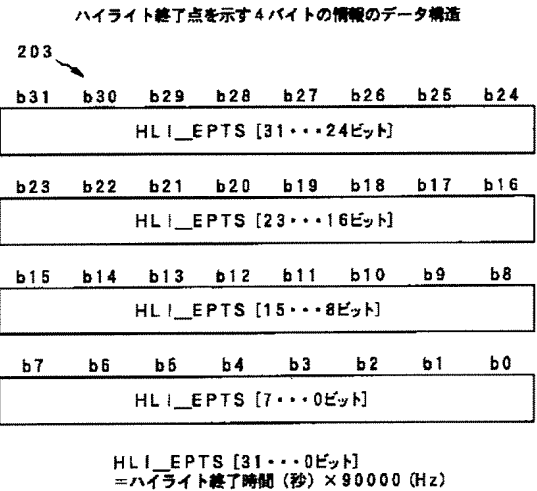 ハイライト終了点を示す4バイトの情報のデータ構造
203
b31 b30 b29 b28 b27 b26 b25 b24
HLI_EPTS [31・・・24ビット]
b23 b22 b21 b20 b19 b18 b17 b16
HLI_EPTS [23・・・16ビット]
b15 b14 b13 b12 b11 b10 b9 b8
HLI_EPTS [15・・・8ビット]
b7 b6 b5 b4 b3 b2 b1 b0
HLI_EPTS [7・・・0ビット]
HLI_EPTS [31・・・0ビット]
=ハイライト終了時間 (秒) ×90000 (Hz)